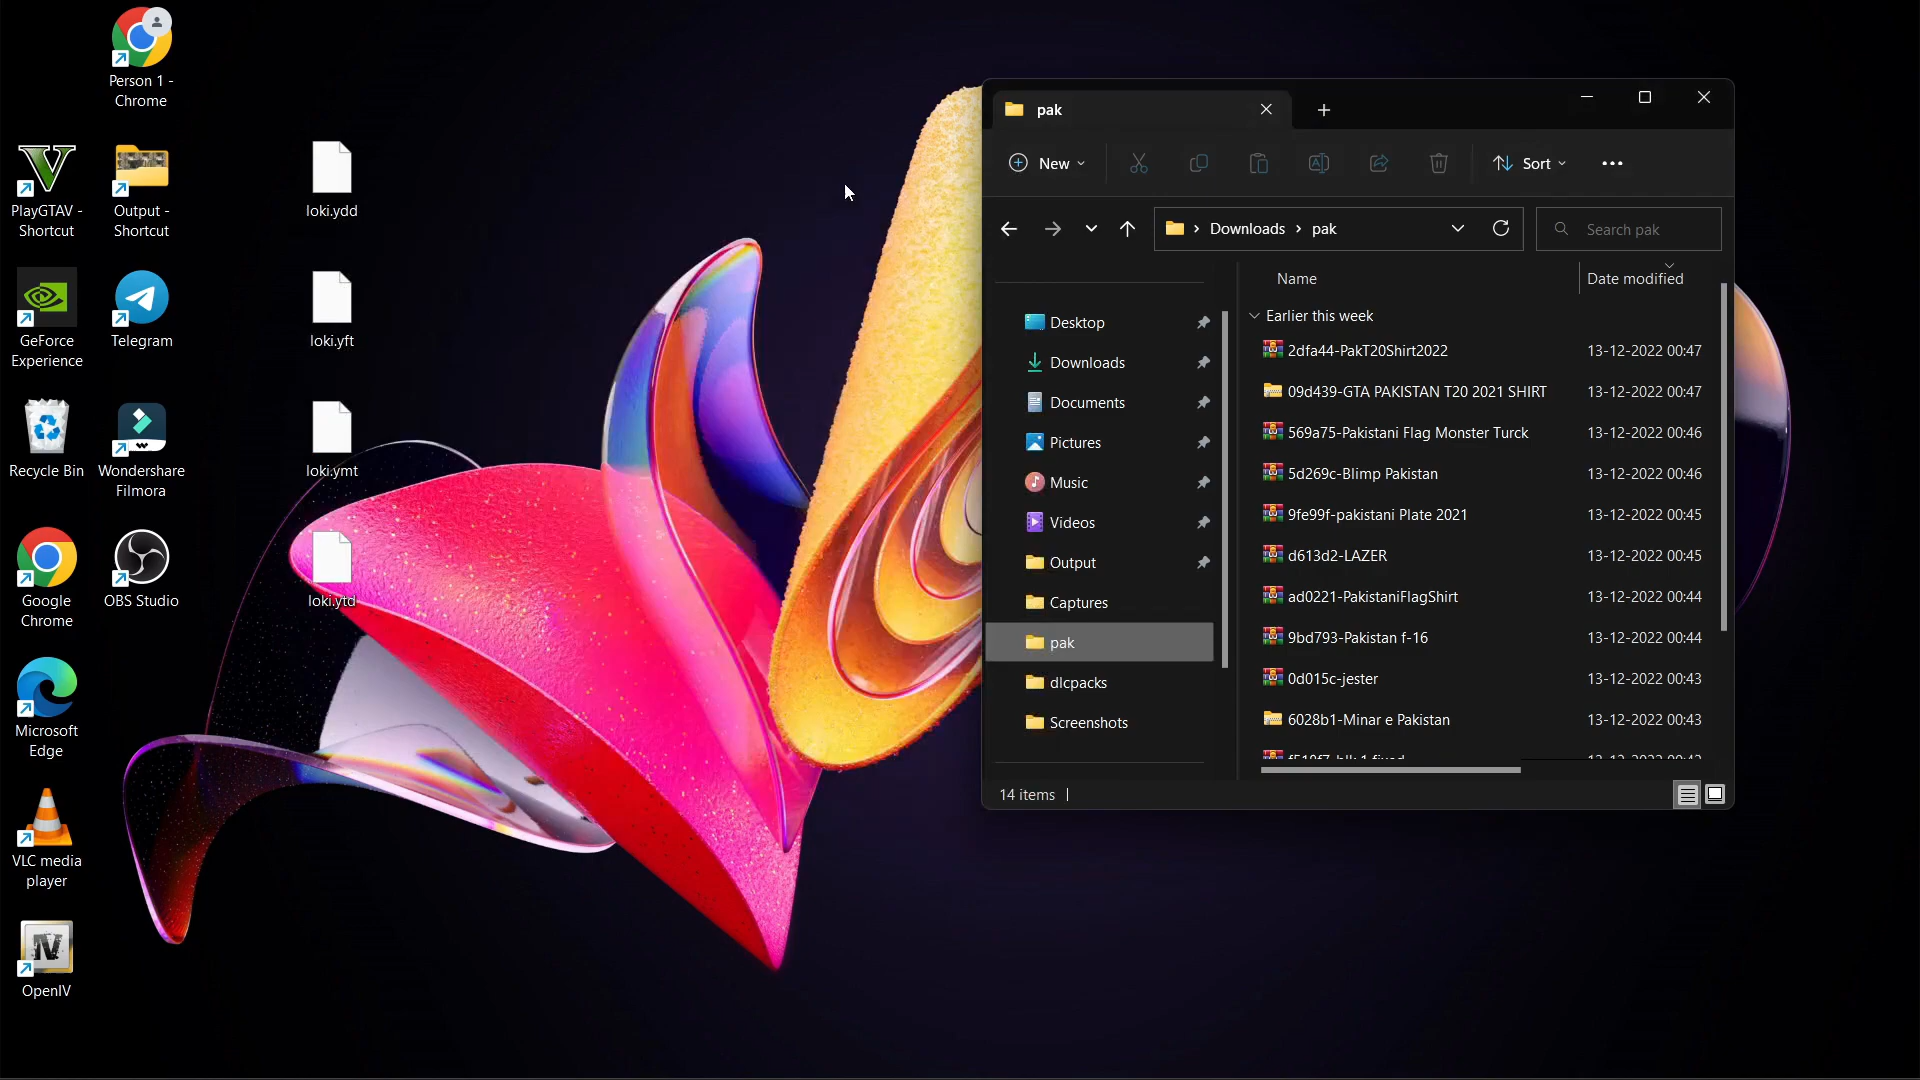 Person 1 -
Chrome
PlayGTAV -
Shortcut
Output -
Shortcut
loki.ydd
GeForce
Experience
Telegram
loki.yft
Recycle Bin
Wondershare
Filmora
loki.ymt
Google
Chrome
OBS Studio
loki.ytd
Microsoft
Edge
VLC media
player
OpenIV
pak
New
Sort
Downloads > pak
Search pak
Desktop
Downloads
Documents
Pictures
Music
Videos
Output
Captures
pak
dlcpacks
Screenshots
Name Date modified
Earlier this week
2dfa44-PakT20Shirt2022 13-12-2022 00:47
09d439-GTA PAKISTAN T20 2021 SHIRT 13-12-2022 00:47
569a75-Pakistani Flag Monster Turck 13-12-2022 00:46
5d269c-Blimp Pakistan 13-12-2022 00:46
9fe99f-pakistani Plate 2021 13-12-2022 00:45
d613d2-LAZER 13-12-2022 00:45
ad0221-PakistaniFlagShirt 13-12-2022 00:44
9bd793-Pakistan f-16 13-12-2022 00:44
0d015c-jester 13-12-2022 00:43
6028b1-Minar e Pakistan 13-12-2022 00:43
14 items